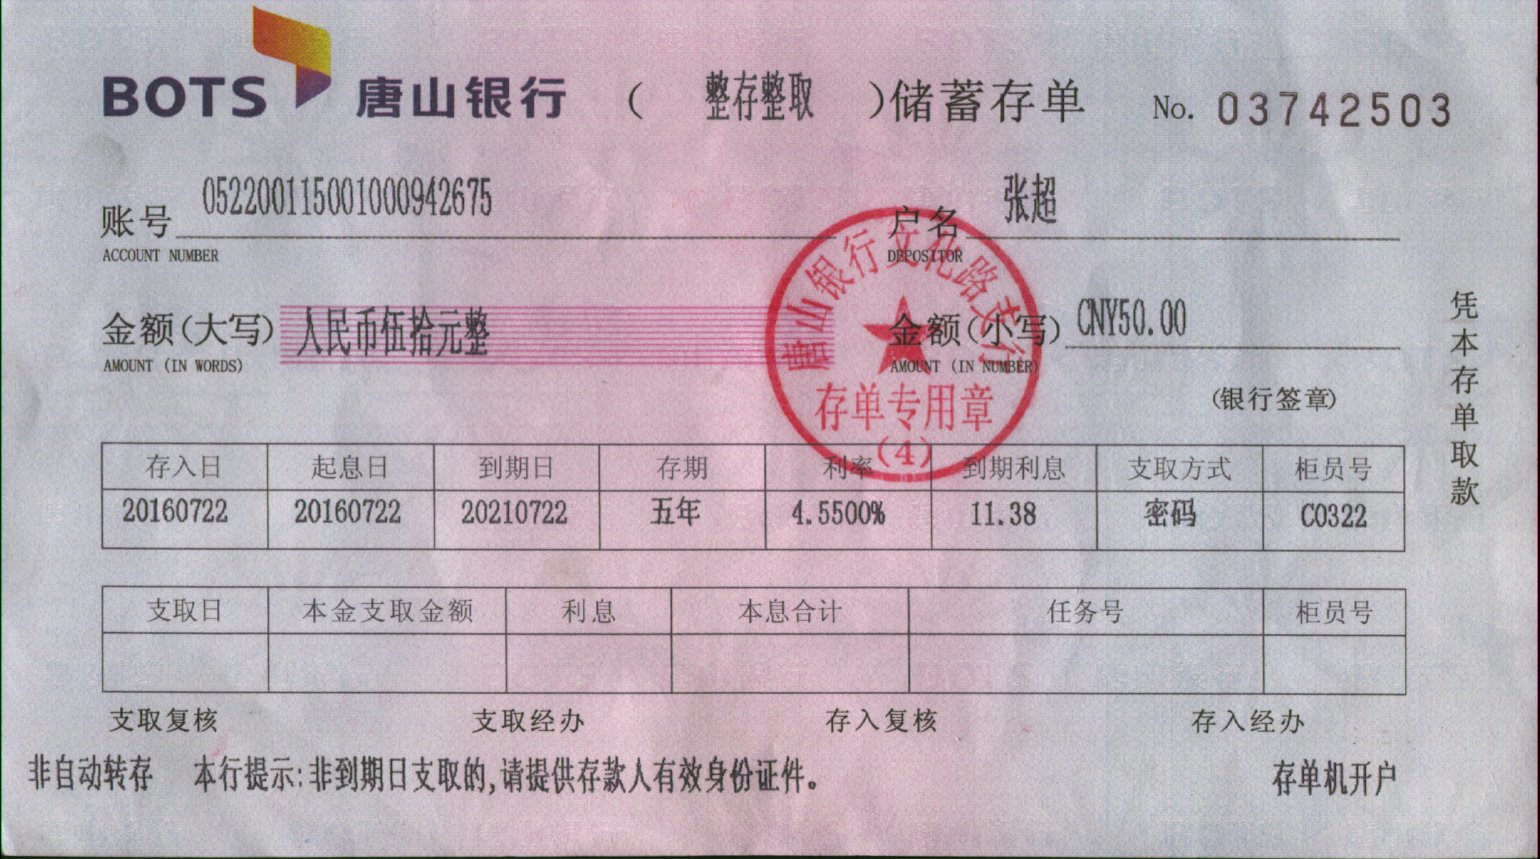 BOTS 唐山银行 ( 整存整取 )储蓄存单 No. 03742503
账号 052200115001000942675 户名 张超
ACCOUNT NUMBER DEPOSITOR
金额(大写) 人民币伍拾元整 金额(小写) CNY50.00
AMOUNT (IN WORDS) AMOUNT (IN NUMBER)
唐山银行文化路支行
存单专用章
(4)
(银行签章)
凭本存单取款
存入日 起息日 到期日 存期 利率 到期利息 支取方式 柜员号
20160722 20160722 20210722 五年 4.5500% 11.38 密码 C0322
支取日 本金支取金额 利息 本息合计 任务号 柜员号
支取复核 支取经办 存入复核 存入经办
非自动转存 本行提示:非到期日支取的,请提供存款人有效身份证件。 存单机开户